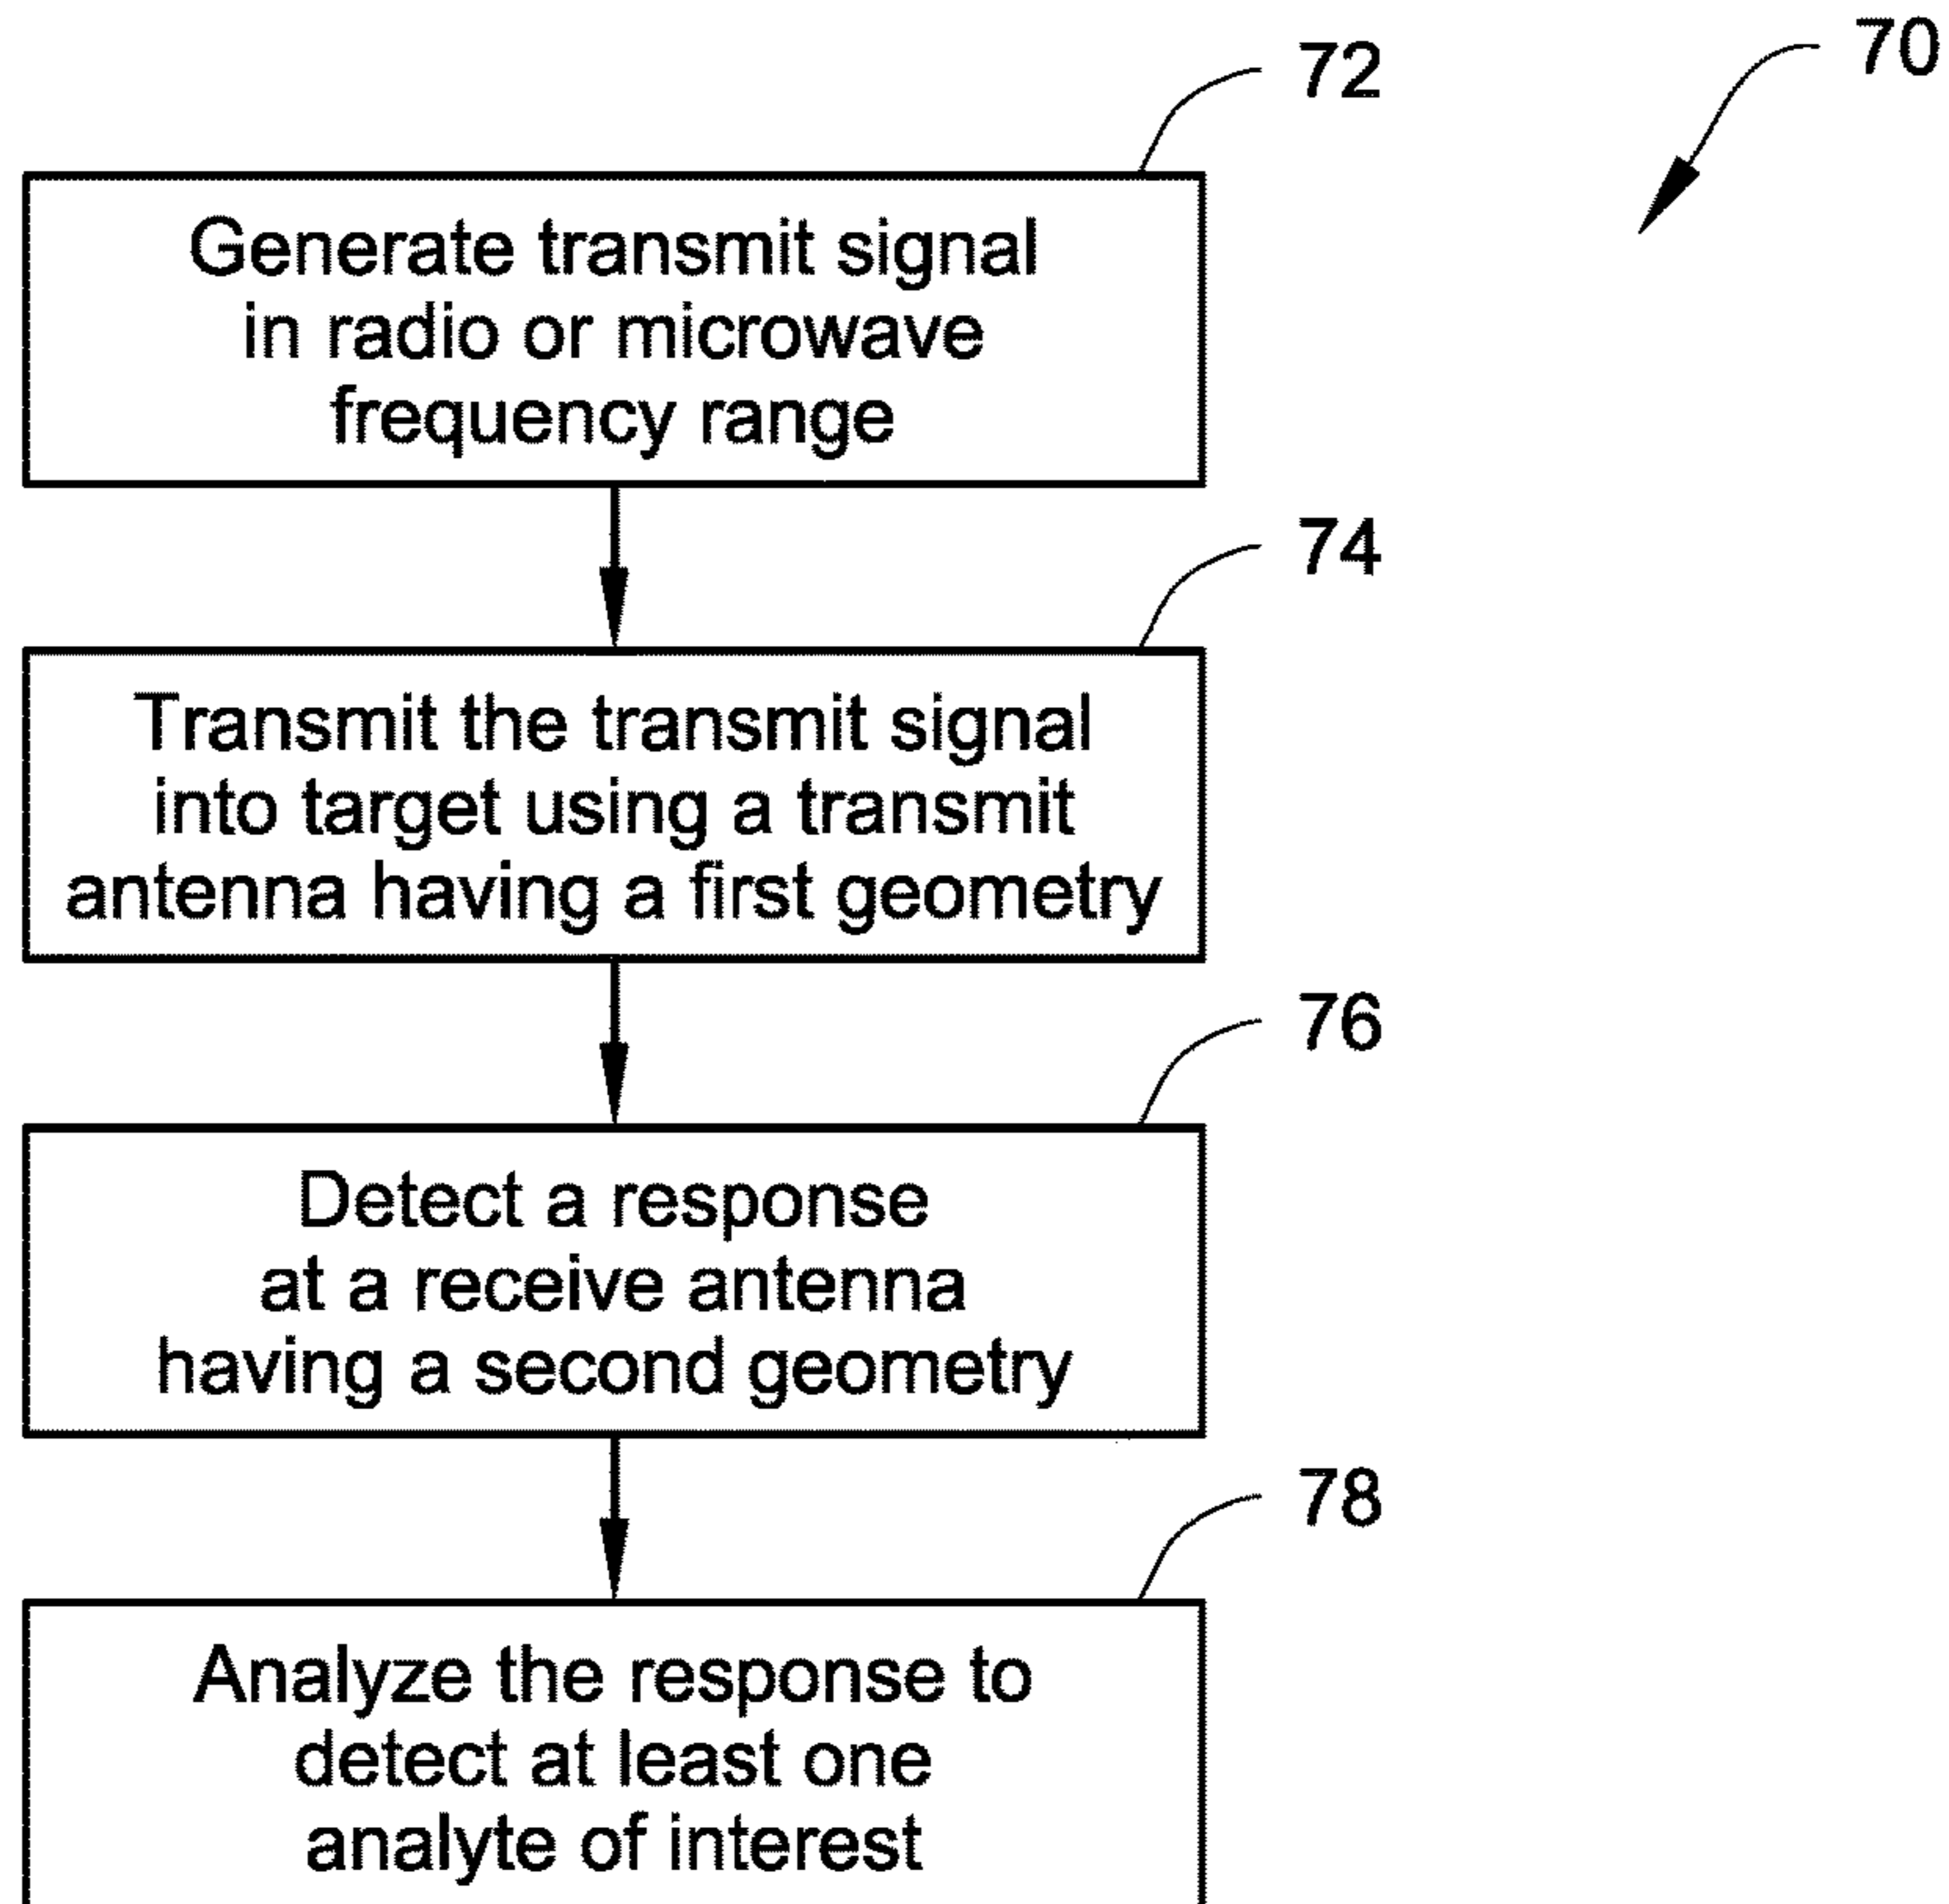 70
72
Generate transmit signal
in radio or microwave
frequency range
74
Transmit the transmit signal
into target using a transmit
antenna having a first geometry
76
Detect a response
at a receive antenna
having a second geometry
78
Analyze the response to
detect at least one
analyte of interest